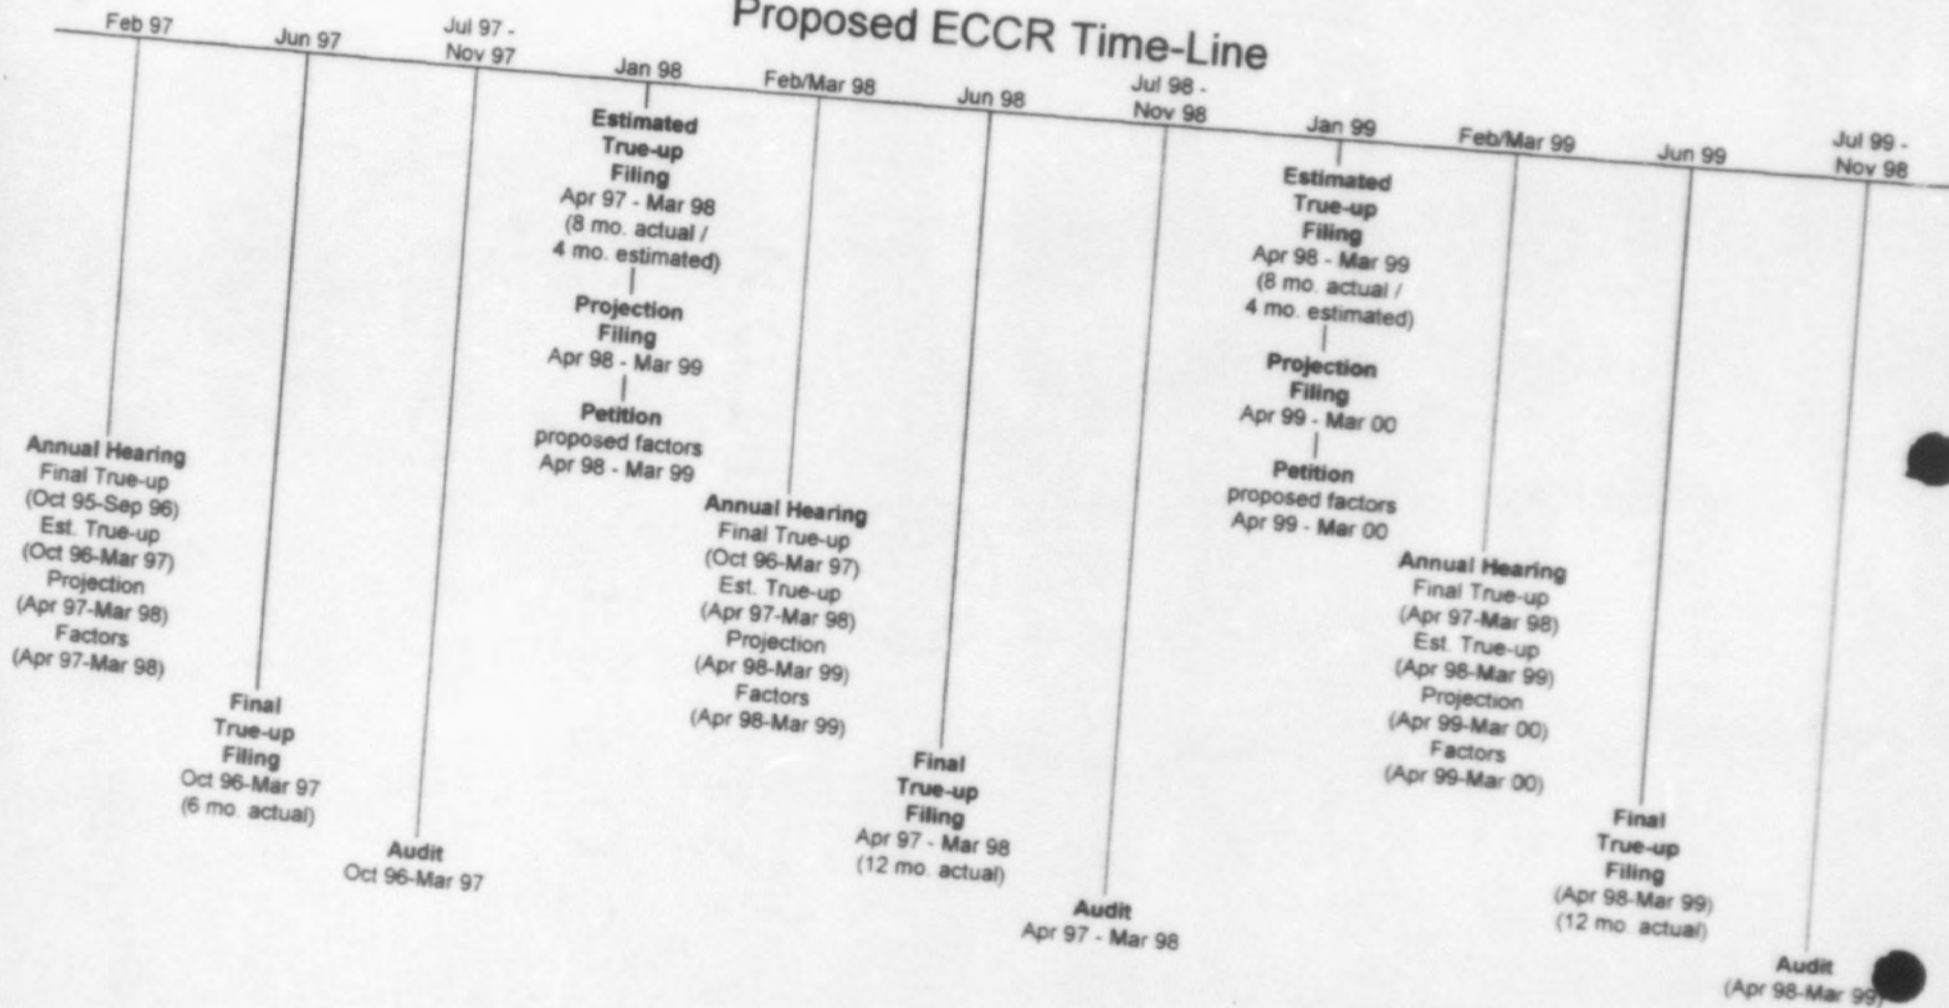 Proposed ECCR Time-Line
Feb 97
Jun 97
Jul 97 -
Nov 97
Jan 98
Feb/Mar 98
Jun 98
Jul 98 -
Nov 98
Jan 99
Feb/Mar 99
Jun 99
Jul 99 -
Nov 98
Annual Hearing
Final True-up
(Oct 95-Sep 96)
Est. True-up
(Oct 96-Mar 97)
Projection
(Apr 97-Mar 98)
Factors
(Apr 97-Mar 98)
Final
True-up
Filing
Oct 96-Mar 97
(6 mo. actual)
Audit
Oct 96-Mar 97
Estimated
True-up
Filing
Apr 97 - Mar 98
(8 mo. actual /
4 mo. estimated)
Projection
Filing
Apr 98 - Mar 99
Petition
proposed factors
Apr 98 - Mar 99
Annual Hearing
Final True-up
(Oct 96-Mar 97)
Est. True-up
(Apr 97-Mar 98)
Projection
(Apr 98-Mar 99)
Factors
(Apr 98-Mar 99)
Final
True-up
Filing
Apr 97 - Mar 98
(12 mo. actual)
Audit
Apr 97 - Mar 98
Estimated
True-up
Filing
Apr 98 - Mar 99
(8 mo. actual /
4 mo. estimated)
Projection
Filing
Apr 99 - Mar 00
Petition
proposed factors
Apr 99 - Mar 00
Annual Hearing
Final True-up
(Apr 97-Mar 98)
Est. True-up
(Apr 98-Mar 99)
Projection
(Apr 99-Mar 00)
Factors
(Apr 99-Mar 00)
Final
True-up
Filing
(Apr 98-Mar 99)
(12 mo. actual)
Audit
(Apr 98-Mar 99)